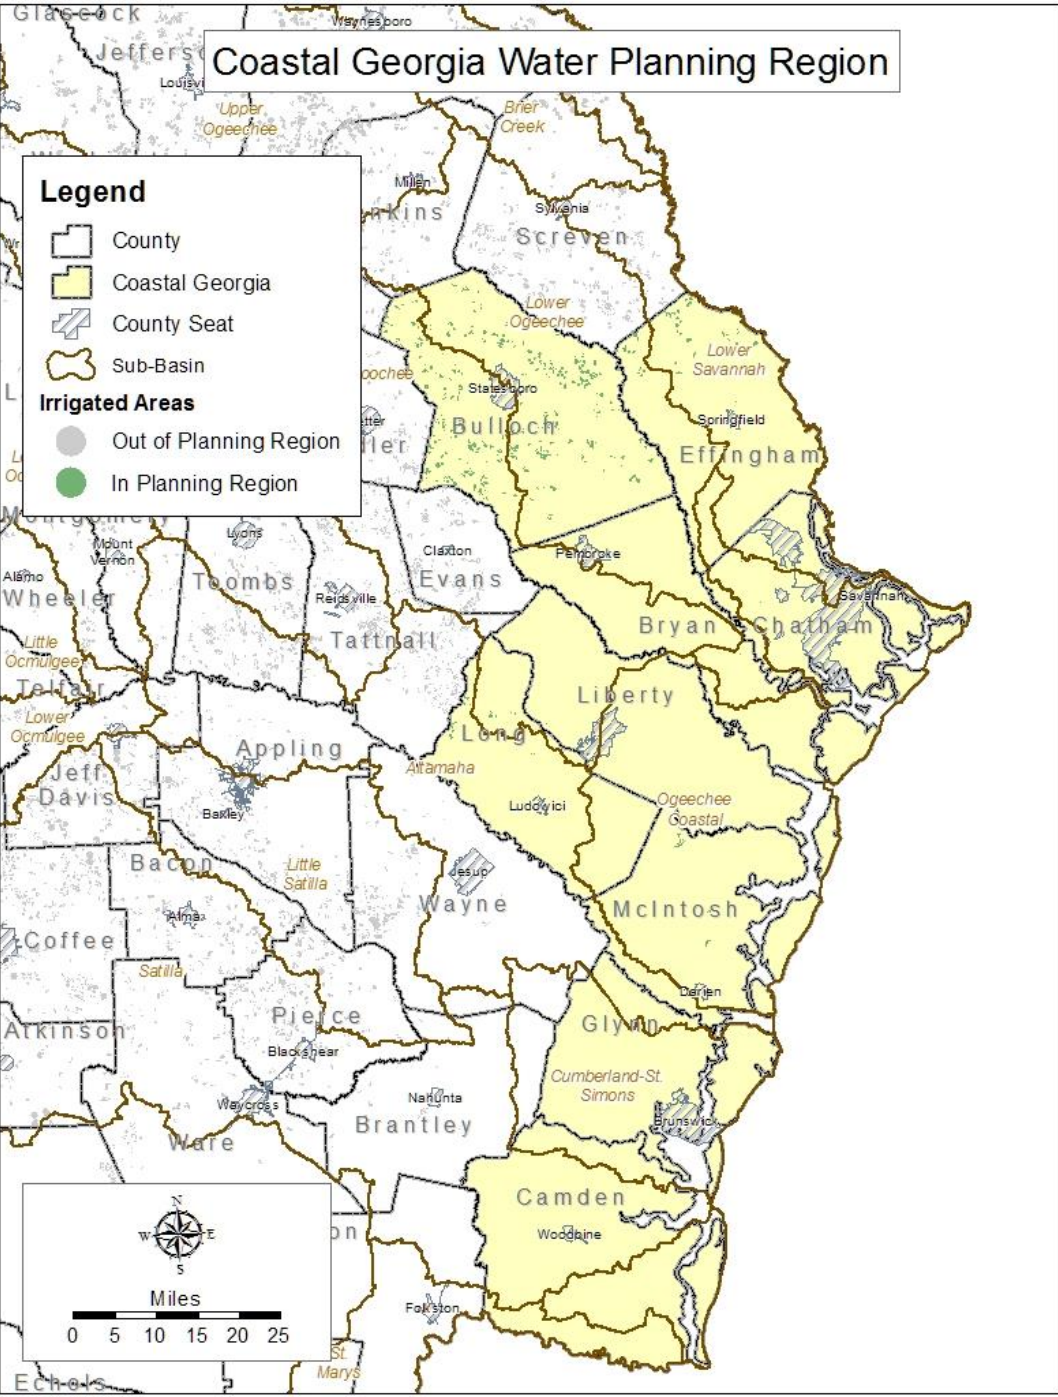 Glascock
Waynesboro
Coastal Georgia Water Planning Region
Upper
Ogeechee
Brier
Creek
Millen
Sylvania
Screven
Legend
County
Coastal Georgia
County Seat
Sub-Basin
Irrigated Areas
Out of Planning Region
In Planning Region
Lower
Ogeechee
Lower
Savannah
Statesboro
Bulloch
Springfield
Effingham
Montgomery
Mount
Vernon
Lyons
Toombs
Claxton
Evans
Pembroke
Alamo
Wheeler
Reidsville
Tattnall
Bryan
Savannah
Chatham
Little
Ocmulgee
Telfair
Lower
Ocmulgee
Liberty
Long
Appling
Altamaha
Jeff
Davis
Baxley
Ludowici
Ogeechee
Coastal
Bacon
Little
Satilla
Jesup
Wayne
McIntosh
Alma
Coffee
Satilla
Darien
Atkinson
Pierce
Glynn
Blackshear
Cumberland-St.
Simons
Waycross
Nahunta
Brunswick
Ware
Brantley
Camden
Woodbine
N
W E
S
Miles
0 5 10 15 20 25
Folkston
St.
Marys
Echols